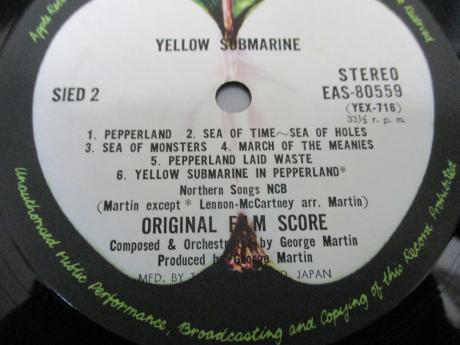 YELLOW SUBMARINE
SIED 2
STEREO
EAS-80559
(YEX-716)
33⅓ r. p. m.
1. PEPPERLAND 2. SEA OF TIME~SEA OF HOLES
3. SEA OF MONSTERS 4. MARCH OF THE MEANIES
5. PEPPERLAND LAID WASTE
6. YELLOW SUBMARINE IN PEPPERLAND*
Northern Songs NCB
(Martin except * Lennon-McCartney arr. Martin)
ORIGINAL FILM SCORE
Composed & Orchestrated by George Martin
Produced by George Martin
MFD. BY JAPAN
Unauthorized Public Performance, Broadcasting and Copying of this Record Prohibited
Apple